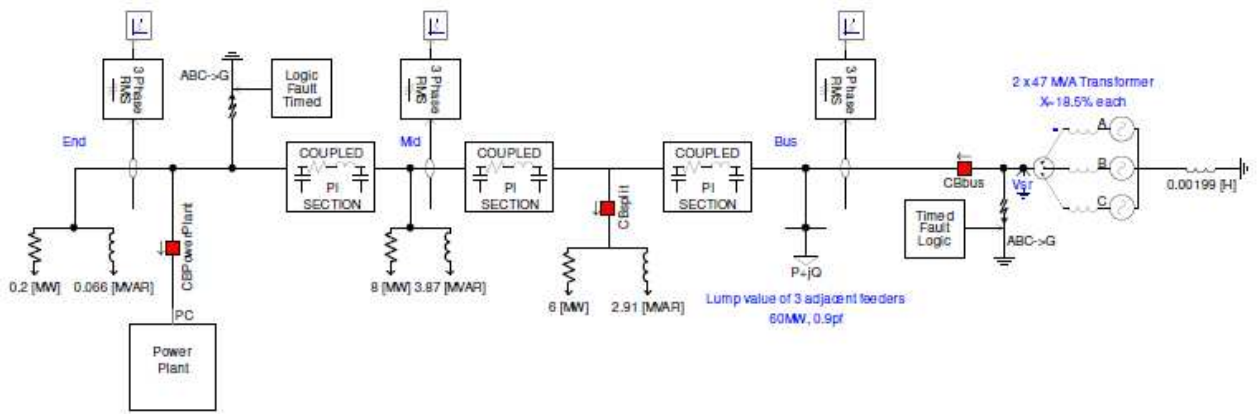 3 Phase
RMS
ABC->G
Logic
Fault
Timed
3 Phase
RMS
3 Phase
RMS
2 x 47 MVA Transformer
X=18.5% each
End
COUPLED
PI
SECTION
Mid
COUPLED
PI
SECTION
COUPLED
PI
SECTION
Bus
CBbus
Vsr
A
B
C
0.00199 [H]
CBPowerPlant
CBsplit
Timed
Fault
Logic
ABC->G
0.2 [MW]
0.066 [MVAR]
8 [MW]
3.87 [MVAR]
6 [MW]
2.91 [MVAR]
P+jQ
Lump value of 3 adjacent feeders
60MW, 0.9pf
PC
Power
Plant